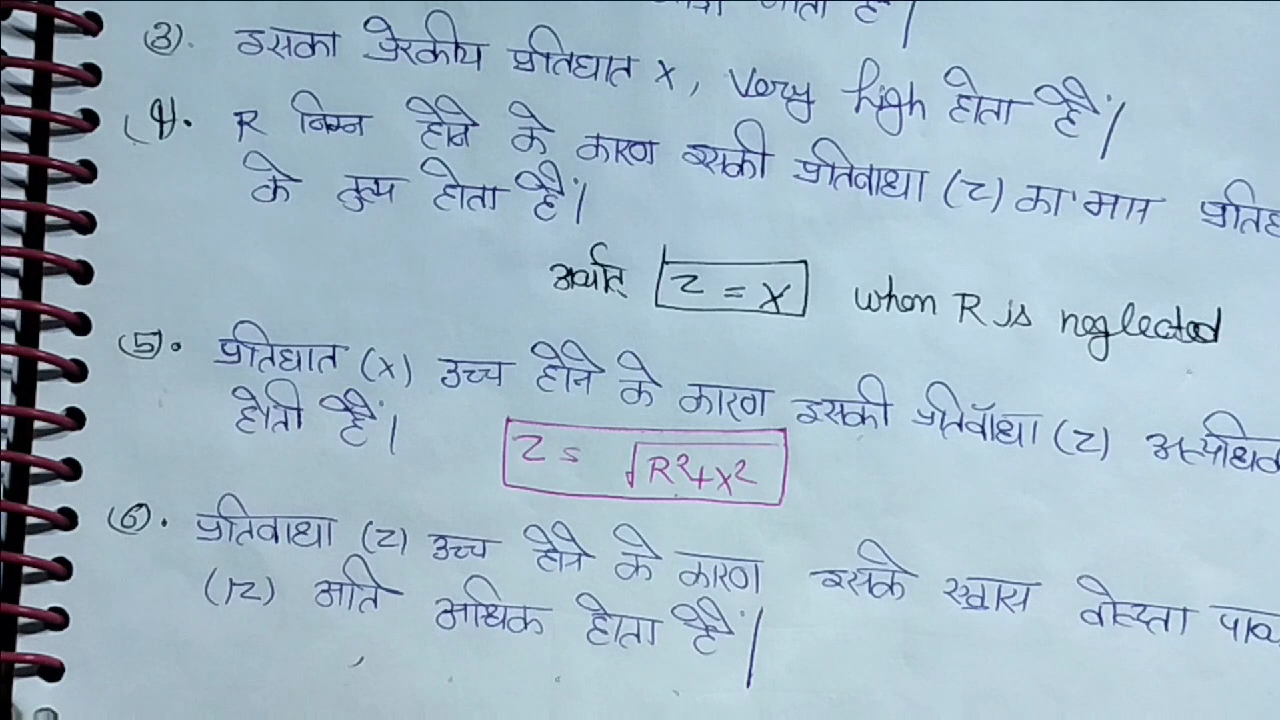 (3). इसका प्रेरकीय प्रतिघात X, Very high होता है।
(4). R निम्न होने के कारण इसकी प्रतिबाधा (Z) का मान
के तुल्य होता है।
अर्थात् Z = X when R is neglected
(5). प्रतिघात (X) उच्च होने के कारण इसकी प्रतिबाधा (Z)
होती है।
Z = √R²+X²
(6). प्रतिबाधा (Z) उच्च होने के कारण इसके
(IZ) अति अधिक होता है।